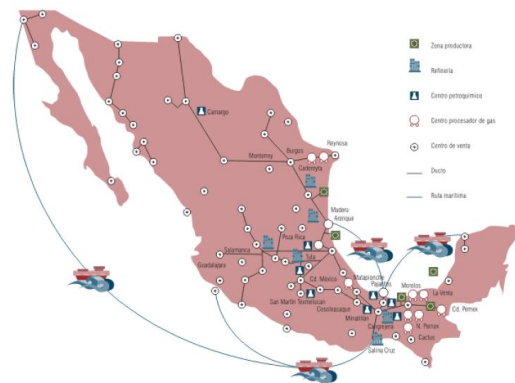 Zona productora
Refinería
Centro petroquímico
Centro procesador de gas
Centro de venta
Ducto
Ruta marítima
Camargo
Reynosa
Burgos
Monterrey
Cadereyta
Madero
Arenque
Poza Rica
Salamanca
Tula
Guadalajara
Cd. México
Matapionche
Pajaritos
Morelos
La Venta
San Martín Texmelucan
Cosoleacaque
Cd. Pemex
Minatitlán
Cangrejera
N. Pemex
Cactus
Salina Cruz